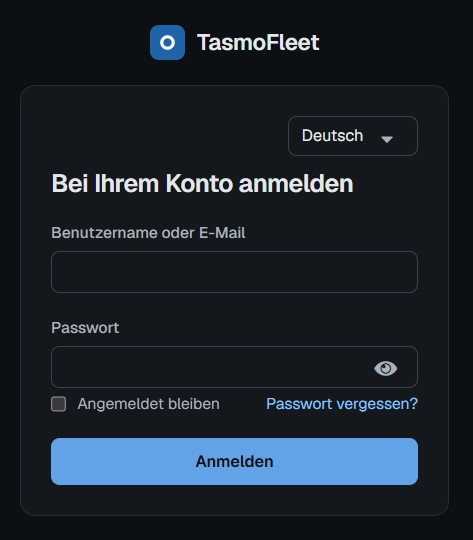 TasmoFleet
Deutsch
Bei Ihrem Konto anmelden
Benutzername oder E-Mail
Passwort
Angemeldet bleiben
Passwort vergessen?
Anmelden